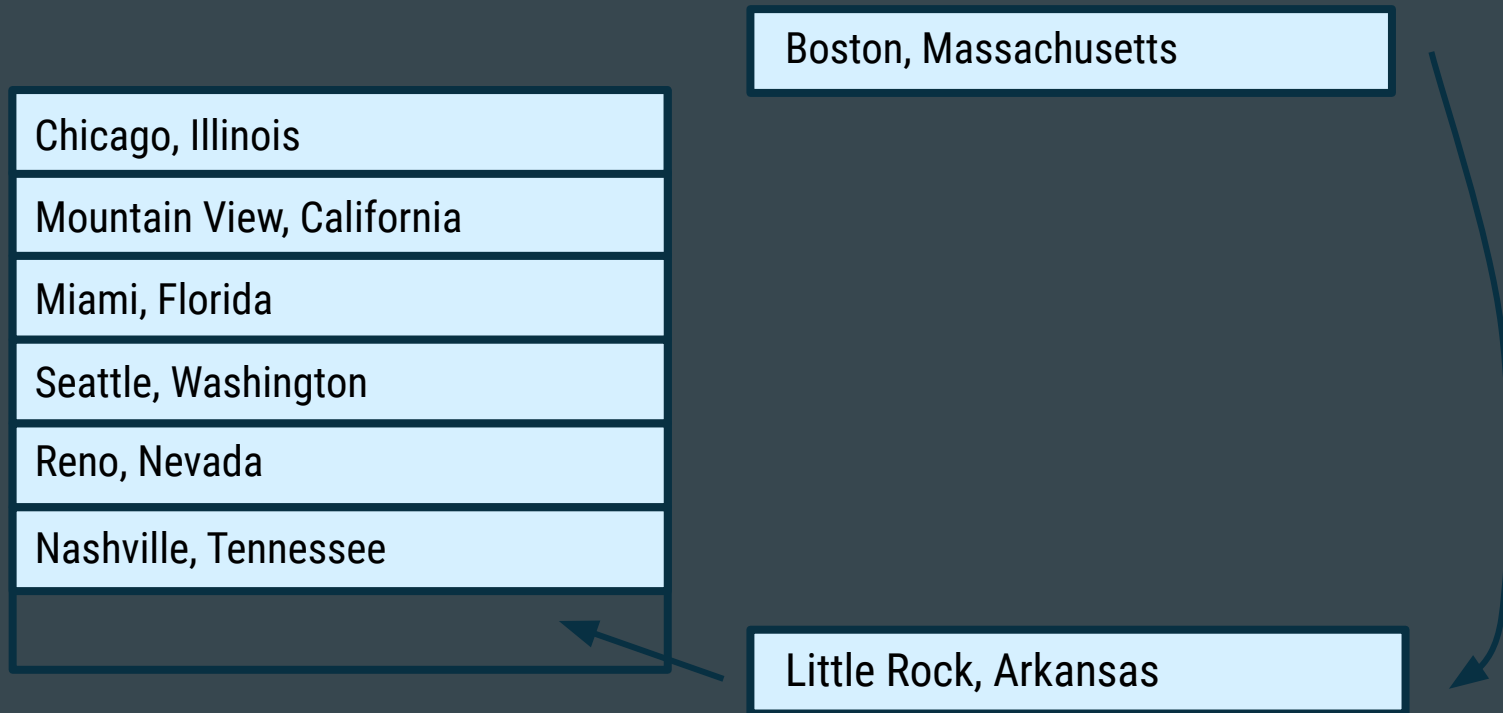 Boston, Massachusetts
Chicago, Illinois
Mountain View, California
Miami, Florida
Seattle, Washington
Reno, Nevada
Nashville, Tennessee
Little Rock, Arkansas